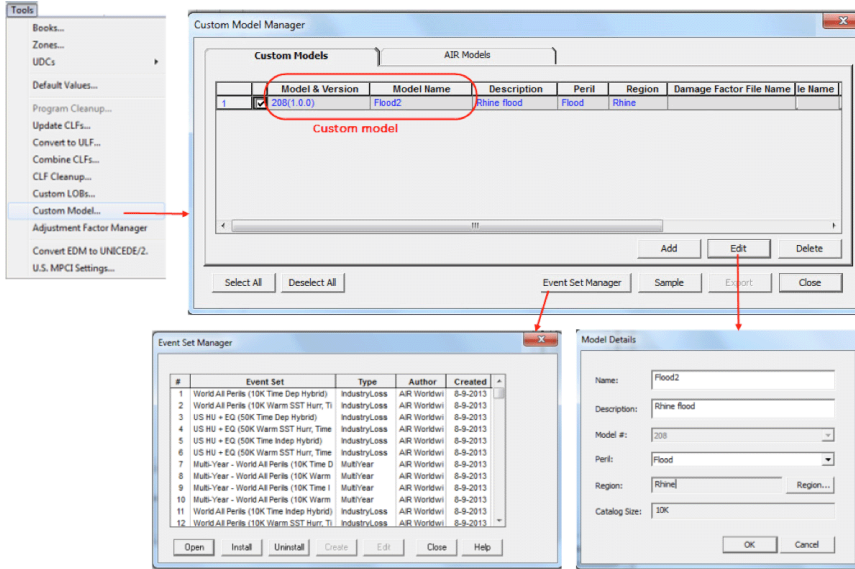 Tools
Books...
Zones...
UDCs
Default Values...
Program Cleanup...
Update CLFs...
Convert to ULF...
Combine CLFs...
CLF Cleanup...
Custom LOBs...
Custom Model...
Adjustment Factor Manager
Convert EDM to UNICEDE/2.
U.S. MPCI Settings...
Custom Model Manager
Custom Models AIR Models
Model & Version Model Name Description Peril Region Damage Factor File Name le Name
1 208(1.0.0) Flood2 Rhine flood Flood Rhine
Custom model
Add Edit Delete
Select All Deselect All Event Set Manager Sample Export Close
Event Set Manager
# Event Set Type Author Created
1 World All Perils (10K Time Dep Hybrid) IndustryLoss AIR Worldwi 8-9-2013
2 World All Perils (10K Warm SST Hurr, Ti IndustryLoss AIR Worldwi 8-9-2013
3 US HU + EQ (50K Time Dep Hybrid) IndustryLoss AIR Worldwi 8-9-2013
4 US HU + EQ (50K Warm SST Hurr, Time IndustryLoss AIR Worldwi 8-9-2013
5 US HU + EQ (50K Time Indep Hybrid) IndustryLoss AIR Worldwi 8-9-2013
6 US HU + EQ (50K Warm SST Hurr, Time IndustryLoss AIR Worldwi 8-9-2013
7 Multi-Year - World All Perils (10K Time D MultiYear AIR Worldwi 8-9-2013
8 Multi-Year - World All Perils (10K Warm MultiYear AIR Worldwi 8-9-2013
9 Multi-Year - World All Perils (10K Time I MultiYear AIR Worldwi 8-9-2013
10 Multi-Year - World All Perils (10K Warm MultiYear AIR Worldwi 8-9-2013
11 World All Perils (10K Time Indep Hybrid) IndustryLoss AIR Worldwi 8-9-2013
12 World All Perils (10K Warm SST Hurr, Ti IndustryLoss AIR Worldwi 8-9-2013
Open Install Uninstall Create Edit Close Help
Model Details
Name: Flood2
Description: Rhine flood
Model #: 208
Peril: Flood
Region: Rhine Region...
Catalog Size: 10K
OK Cancel